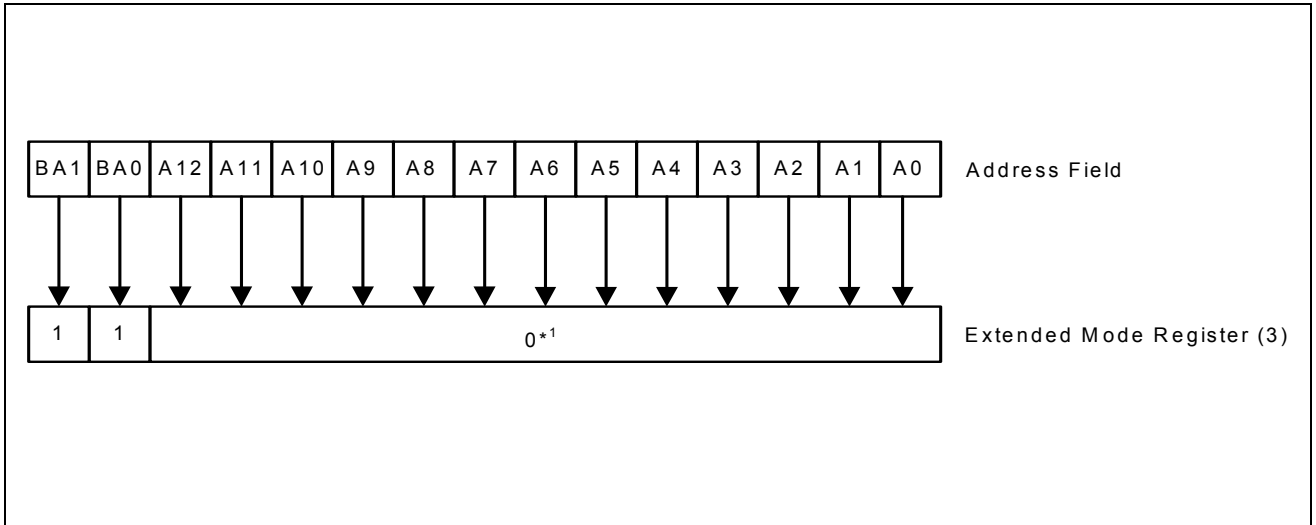 BA1 BA0 A12 A11 A10 A9 A8 A7 A6 A5 A4 A3 A2 A1 A0 Address Field
1 1 0*1 Extended Mode Register (3)